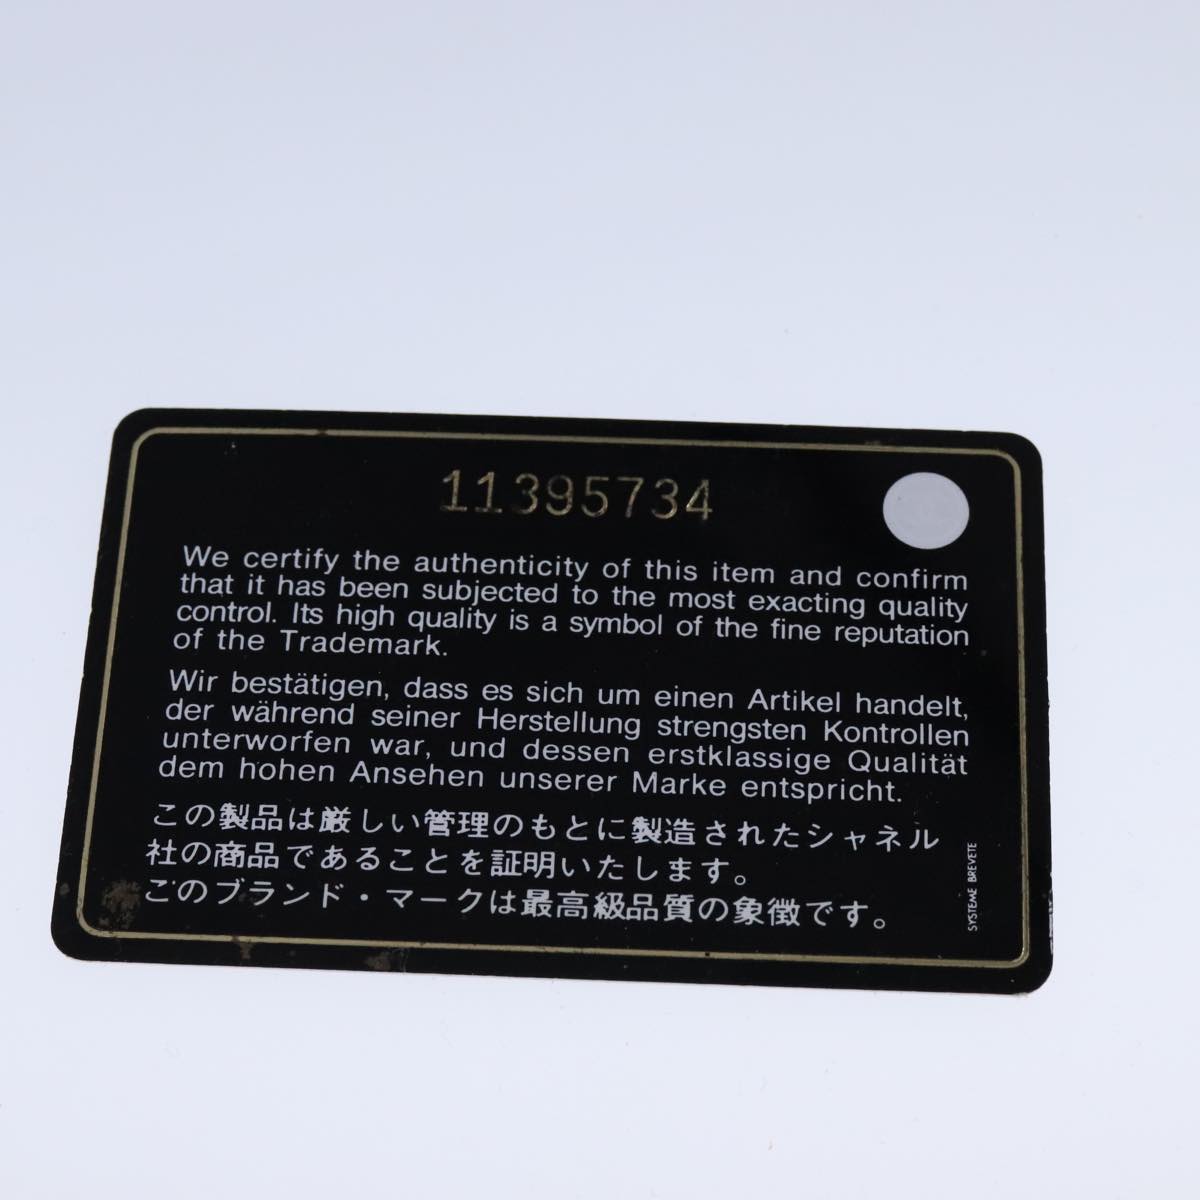 11395734
We certify the authenticity of this item and confirm
that it has been subjected to the most exacting quality
control. Its high quality is a symbol of the fine reputation
of the Trademark.
Wir bestätigen, dass es sich um einen Artikel handelt,
der während seiner Herstellung strengsten Kontrollen
unterworfen war, und dessen erstklassige Qualität
dem hohen Ansehen unserer Marke entspricht.
この製品は厳しい管理のもとに製造されたシャネル
社の商品であることを証明いたします。
このブランド・マークは最高級品質の象徴です。
SYSTEME BREVETE